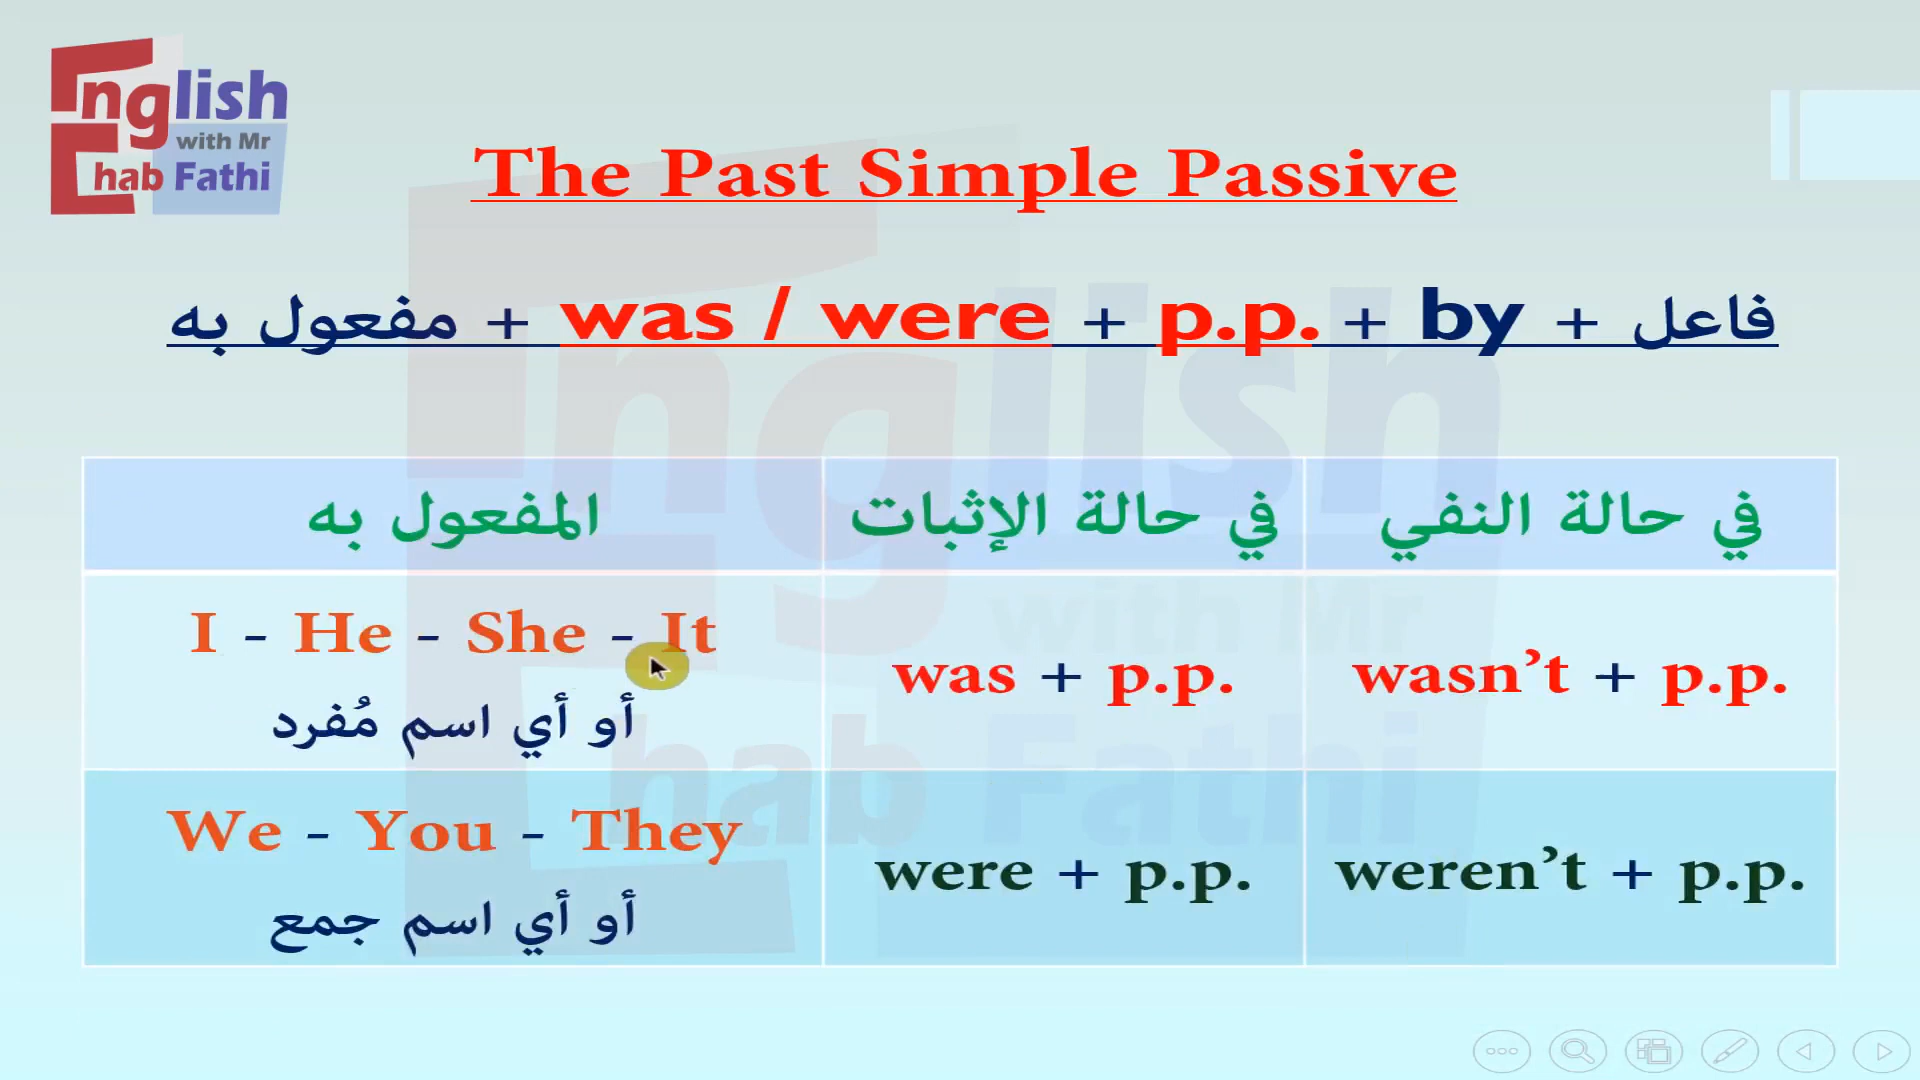 English
with Mr
Ehab Fathi
The Past Simple Passive
مفعول به + was / were + p.p. + by + فاعل
المفعول به
في حالة الإثبات
في حالة النفي
I - He - She - It
أو أي اسم مُفرد
was + p.p.
wasn’t + p.p.
We - You - They
أو أي اسم جمع
were + p.p.
weren’t + p.p.